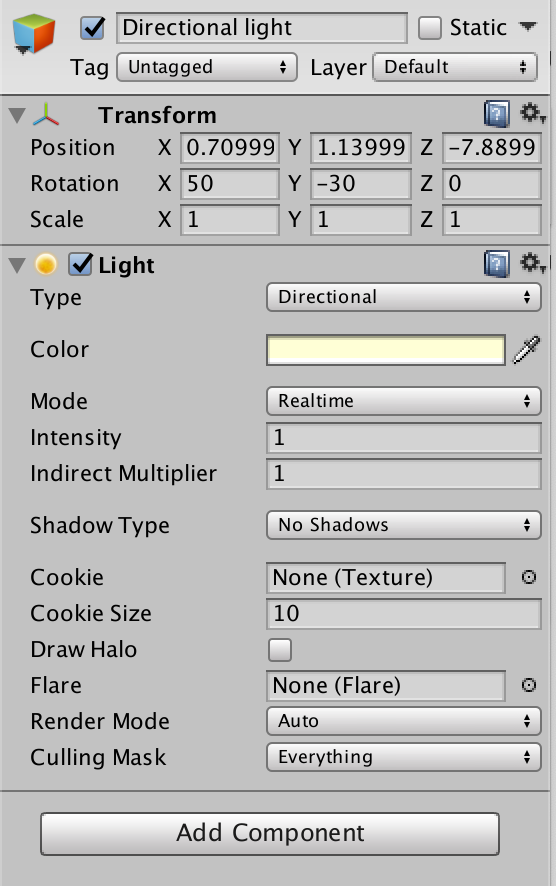 Directional light Static
Tag Untagged Layer Default
Transform
Position X 0.70999 Y 1.13999 Z -7.8899
Rotation X 50 Y -30 Z 0
Scale X 1 Y 1 Z 1
Light
Type Directional
Color
Mode Realtime
Intensity 1
Indirect Multiplier 1
Shadow Type No Shadows
Cookie None (Texture)
Cookie Size 10
Draw Halo
Flare None (Flare)
Render Mode Auto
Culling Mask Everything
Add Component